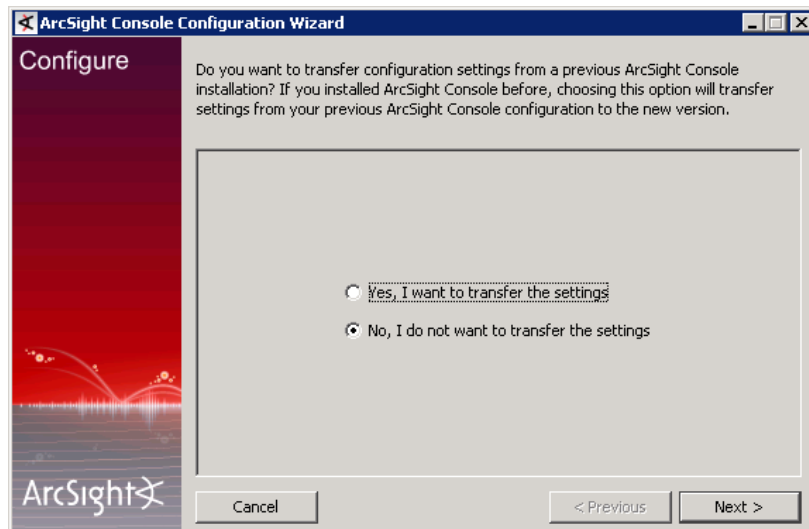 ArcSight Console Configuration Wizard
Configure
Do you want to transfer configuration settings from a previous ArcSight Console
installation? If you installed ArcSight Console before, choosing this option will transfer
settings from your previous ArcSight Console configuration to the new version.
Yes, I want to transfer the settings
No, I do not want to transfer the settings
ArcSight
Cancel
< Previous
Next >